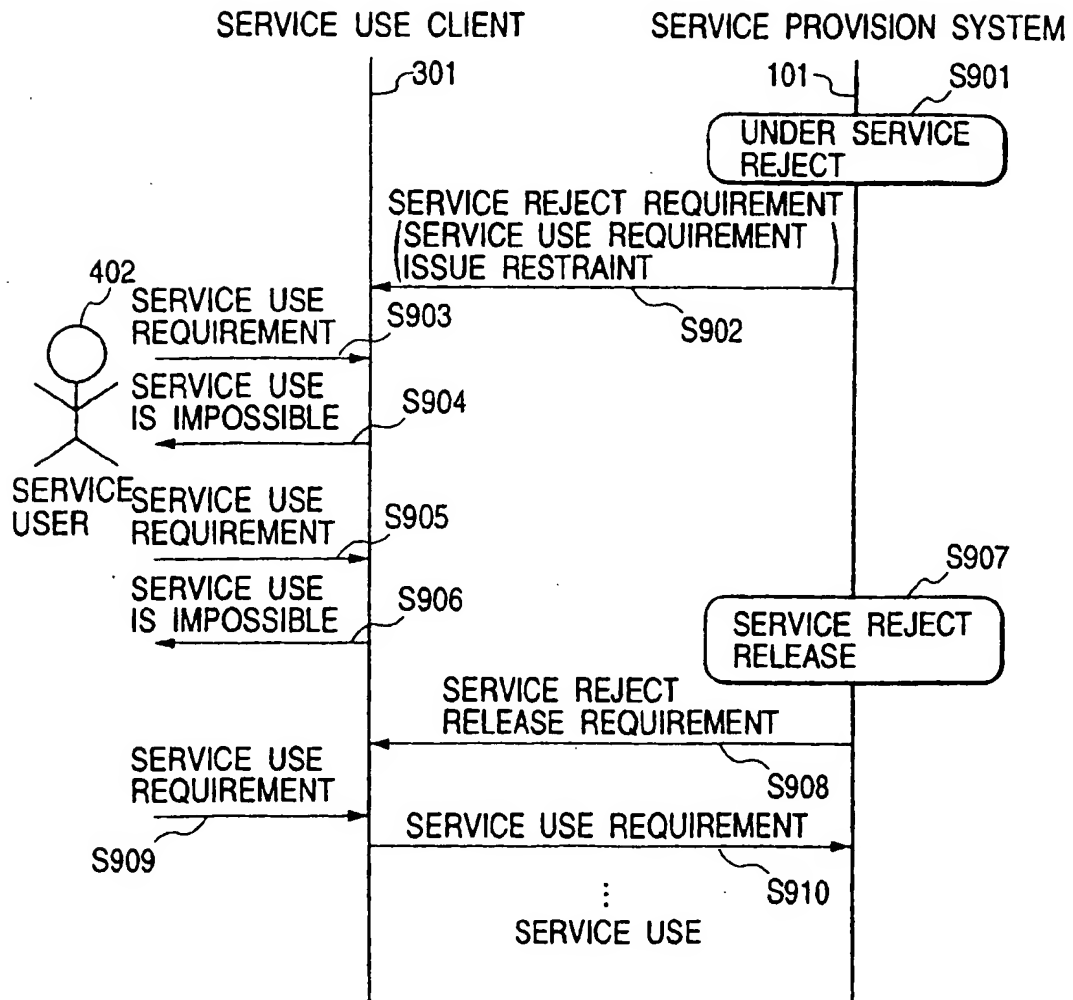 SERVICE USE CLIENT
SERVICE PROVISION SYSTEM
301
101
S901
UNDER SERVICE
REJECT
SERVICE REJECT REQUIREMENT
(SERVICE USE REQUIREMENT
ISSUE RESTRAINT)
S902
402
SERVICE USE
REQUIREMENT
S903
SERVICE USE
IS IMPOSSIBLE
S904
SERVICE
USER
SERVICE USE
REQUIREMENT
S905
SERVICE USE
IS IMPOSSIBLE
S906
S907
SERVICE REJECT
RELEASE
SERVICE REJECT
RELEASE REQUIREMENT
S908
SERVICE USE
REQUIREMENT
S909
SERVICE USE REQUIREMENT
S910
⋮
SERVICE USE